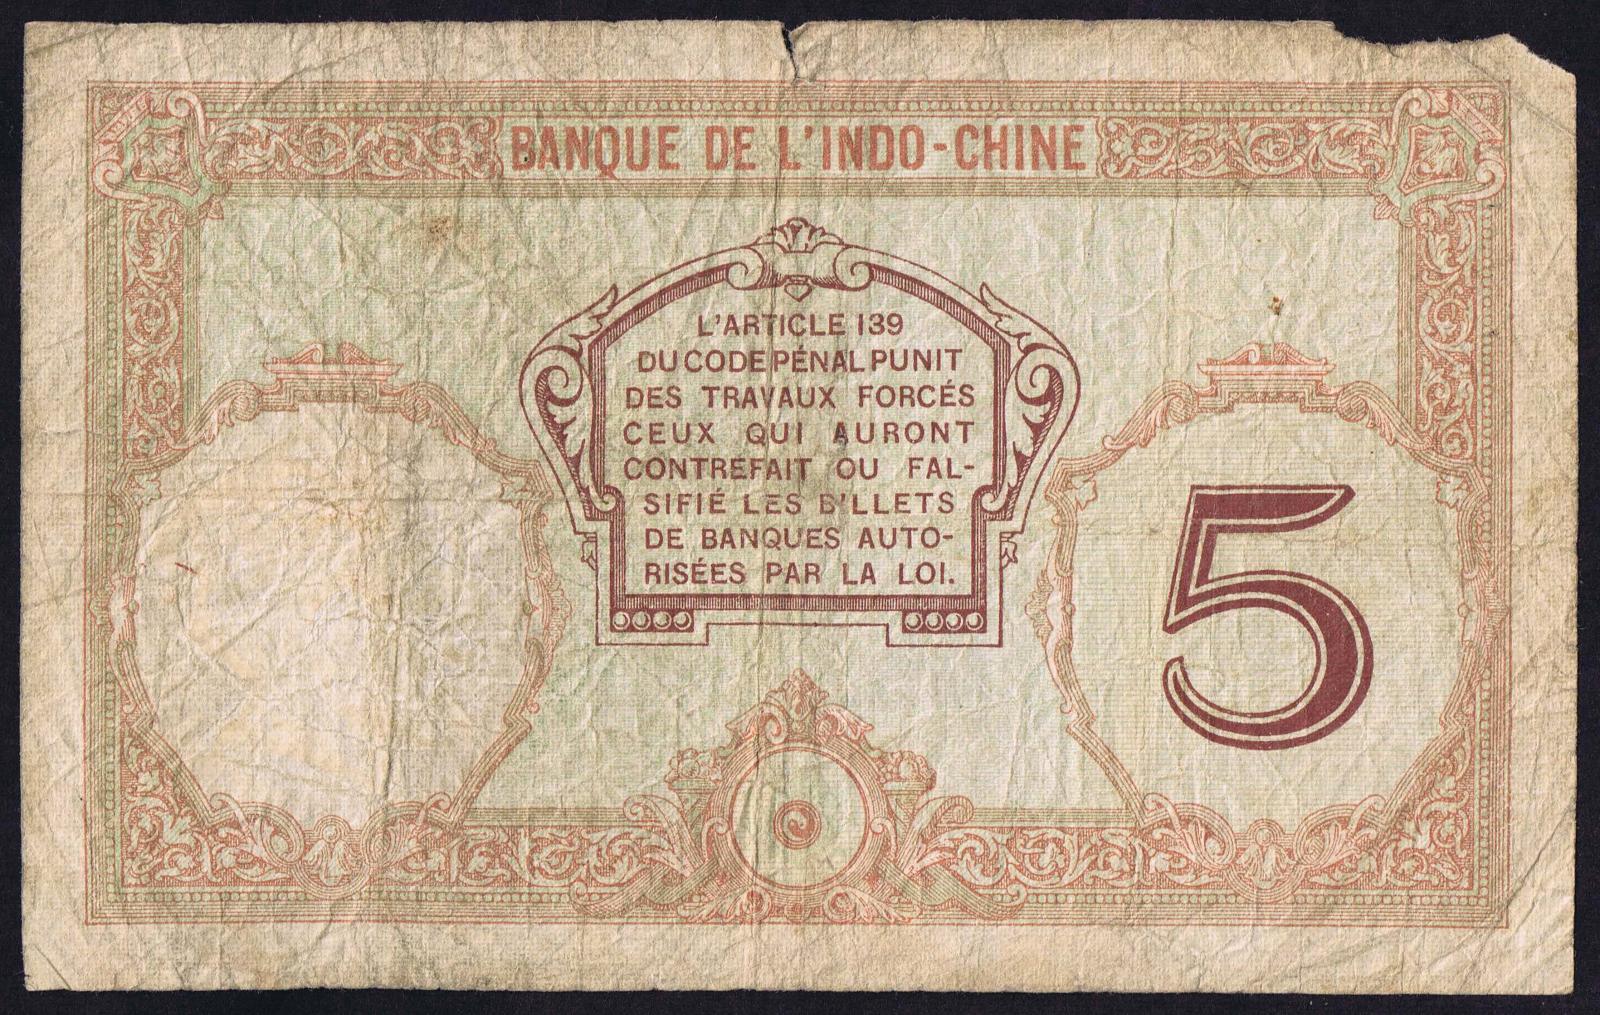 BANQUE DE L'INDO-CHINE
L'ARTICLE 139
DU CODE PÉNAL PUNIT
DES TRAVAUX FORCÉS
CEUX QUI AURONT
CONTREFAIT OU FAL-
SIFIÉ LES B'LLETS
DE BANQUES AUTO-
RISÉES PAR LA LOI.
5